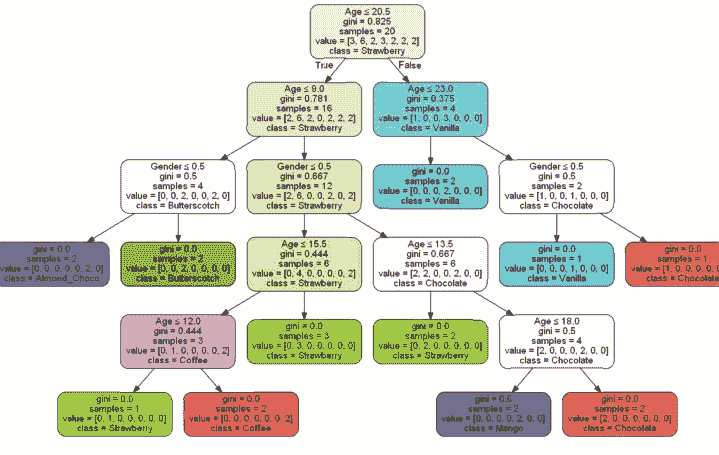 Age ≤ 20.5
gini = 0.825
samples = 20
value = [3, 6, 2, 3, 2, 2, 2]
class = Strawberry
True
False
Age ≤ 9.0
gini = 0.781
samples = 16
value = [2, 6, 2, 0, 2, 2, 2]
class = Strawberry
Age ≤ 23.0
gini = 0.375
samples = 4
value = [1, 0, 0, 3, 0, 0, 0]
class = Vanilla
Gender ≤ 0.5
gini = 0.5
samples = 4
value = [0, 0, 2, 0, 0, 2, 0]
class = Butterscotch
Gender ≤ 0.5
gini = 0.667
samples = 12
value = [2, 6, 0, 0, 2, 0, 2]
class = Strawberry
gini = 0.0
samples = 2
value = [0, 0, 0, 2, 0, 0, 0]
class = Vanilla
Gender ≤ 0.5
gini = 0.5
samples = 2
value = [1, 0, 0, 1, 0, 0, 0]
class = Chocolate
gini = 0.0
samples = 2
value = [0, 0, 0, 0, 0, 2, 0]
class = Almond_Choco
gini = 0.0
samples = 2
value = [0, 0, 2, 0, 0, 0, 0]
class = Butterscotch
Age ≤ 15.5
gini = 0.444
samples = 6
value = [0, 4, 0, 0, 0, 0, 2]
class = Strawberry
Age ≤ 13.5
gini = 0.667
samples = 6
value = [2, 2, 0, 0, 2, 0, 0]
class = Chocolate
gini = 0.0
samples = 1
value = [0, 0, 0, 1, 0, 0, 0]
class = Vanilla
gini = 0.0
samples = 1
value = [1, 0, 0, 0, 0, 0, 0]
class = Chocolate
Age ≤ 12.0
gini = 0.444
samples = 3
value = [0, 1, 0, 0, 0, 0, 2]
class = Coffee
gini = 0.0
samples = 3
value = [0, 3, 0, 0, 0, 0, 0]
class = Strawberry
gini = 0.0
samples = 2
value = [0, 2, 0, 0, 0, 0, 0]
class = Strawberry
Age ≤ 18.0
gini = 0.5
samples = 4
value = [2, 0, 0, 0, 2, 0, 0]
class = Chocolate
gini = 0.0
samples = 1
value = [0, 1, 0, 0, 0, 0, 0]
class = Strawberry
gini = 0.0
samples = 2
value = [0, 0, 0, 0, 0, 0, 2]
class = Coffee
gini = 0.0
samples = 2
value = [0, 0, 0, 0, 2, 0, 0]
class = Mango
gini = 0.0
samples = 2
value = [2, 0, 0, 0, 0, 0, 0]
class = Chocolate